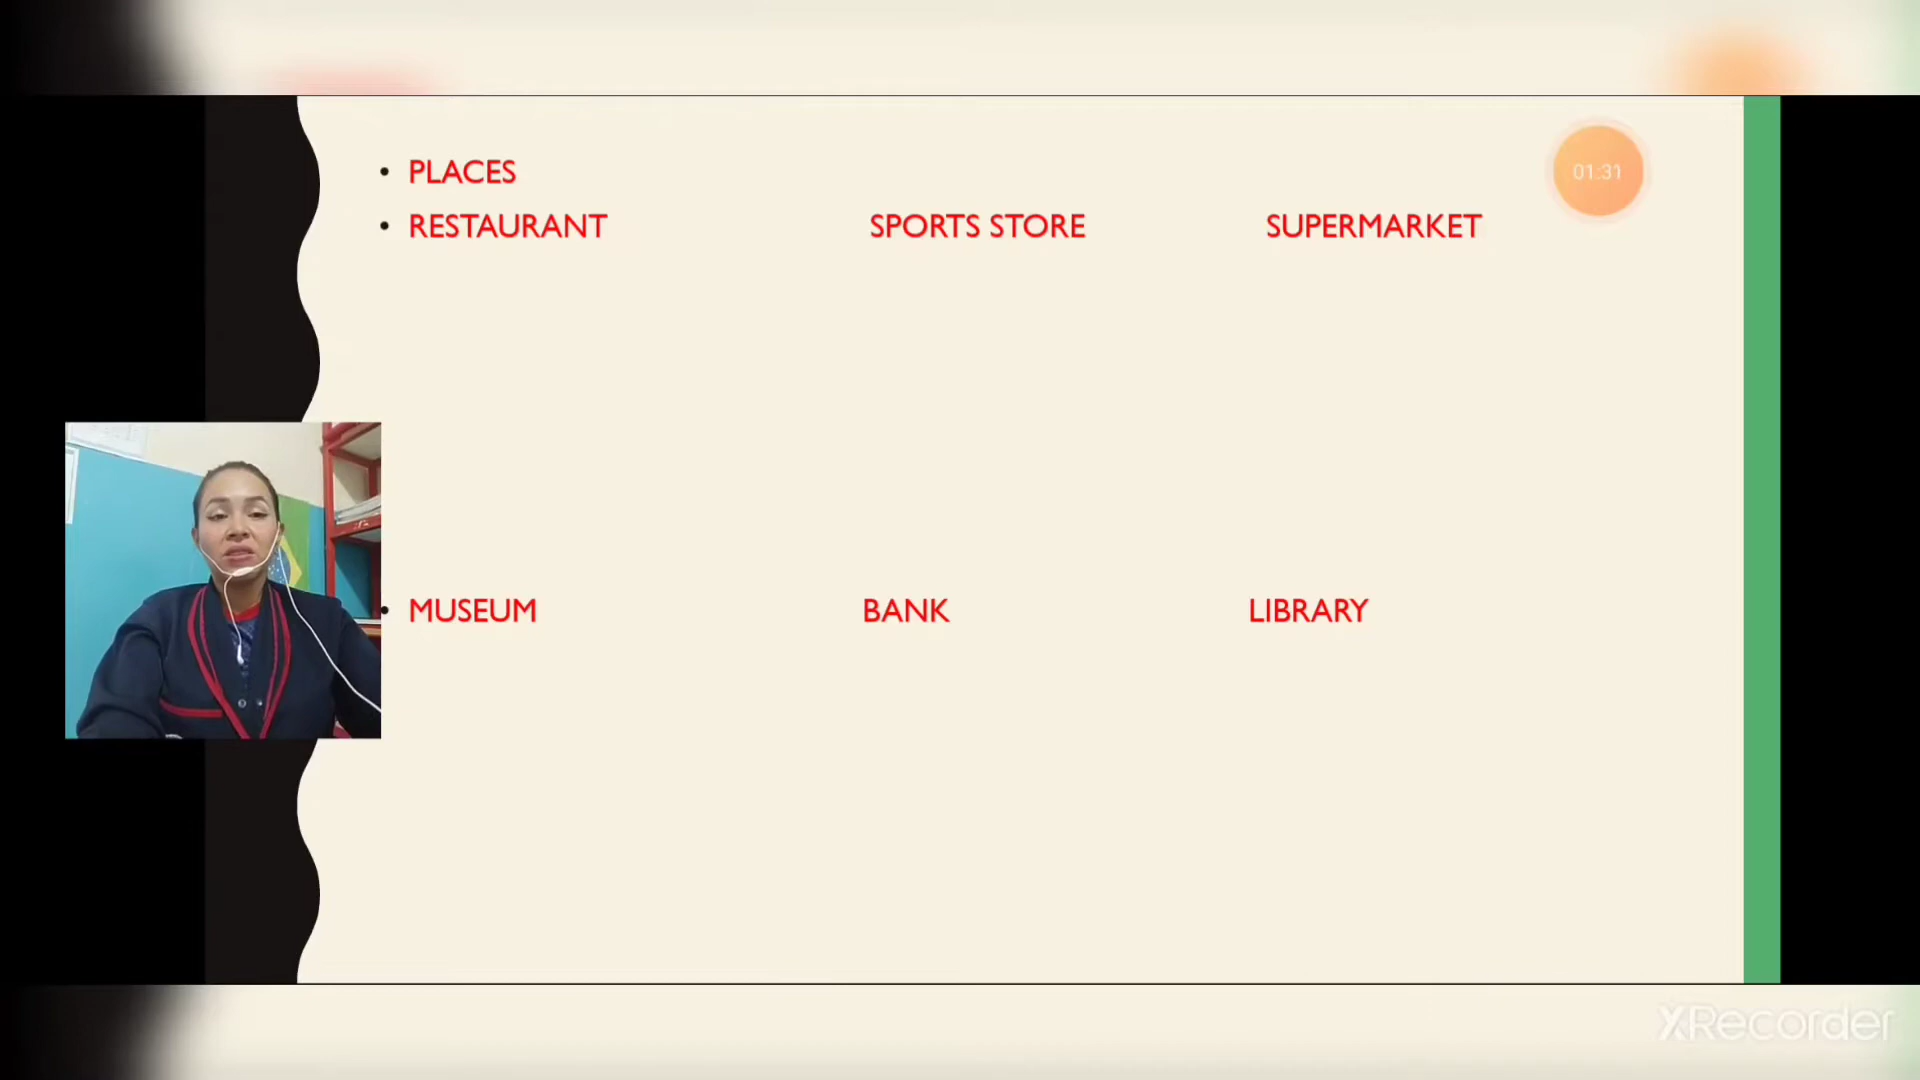 PLACES
01:31
RESTAURANT SPORTS STORE SUPERMARKET
MUSEUM BANK LIBRARY
XRecorder